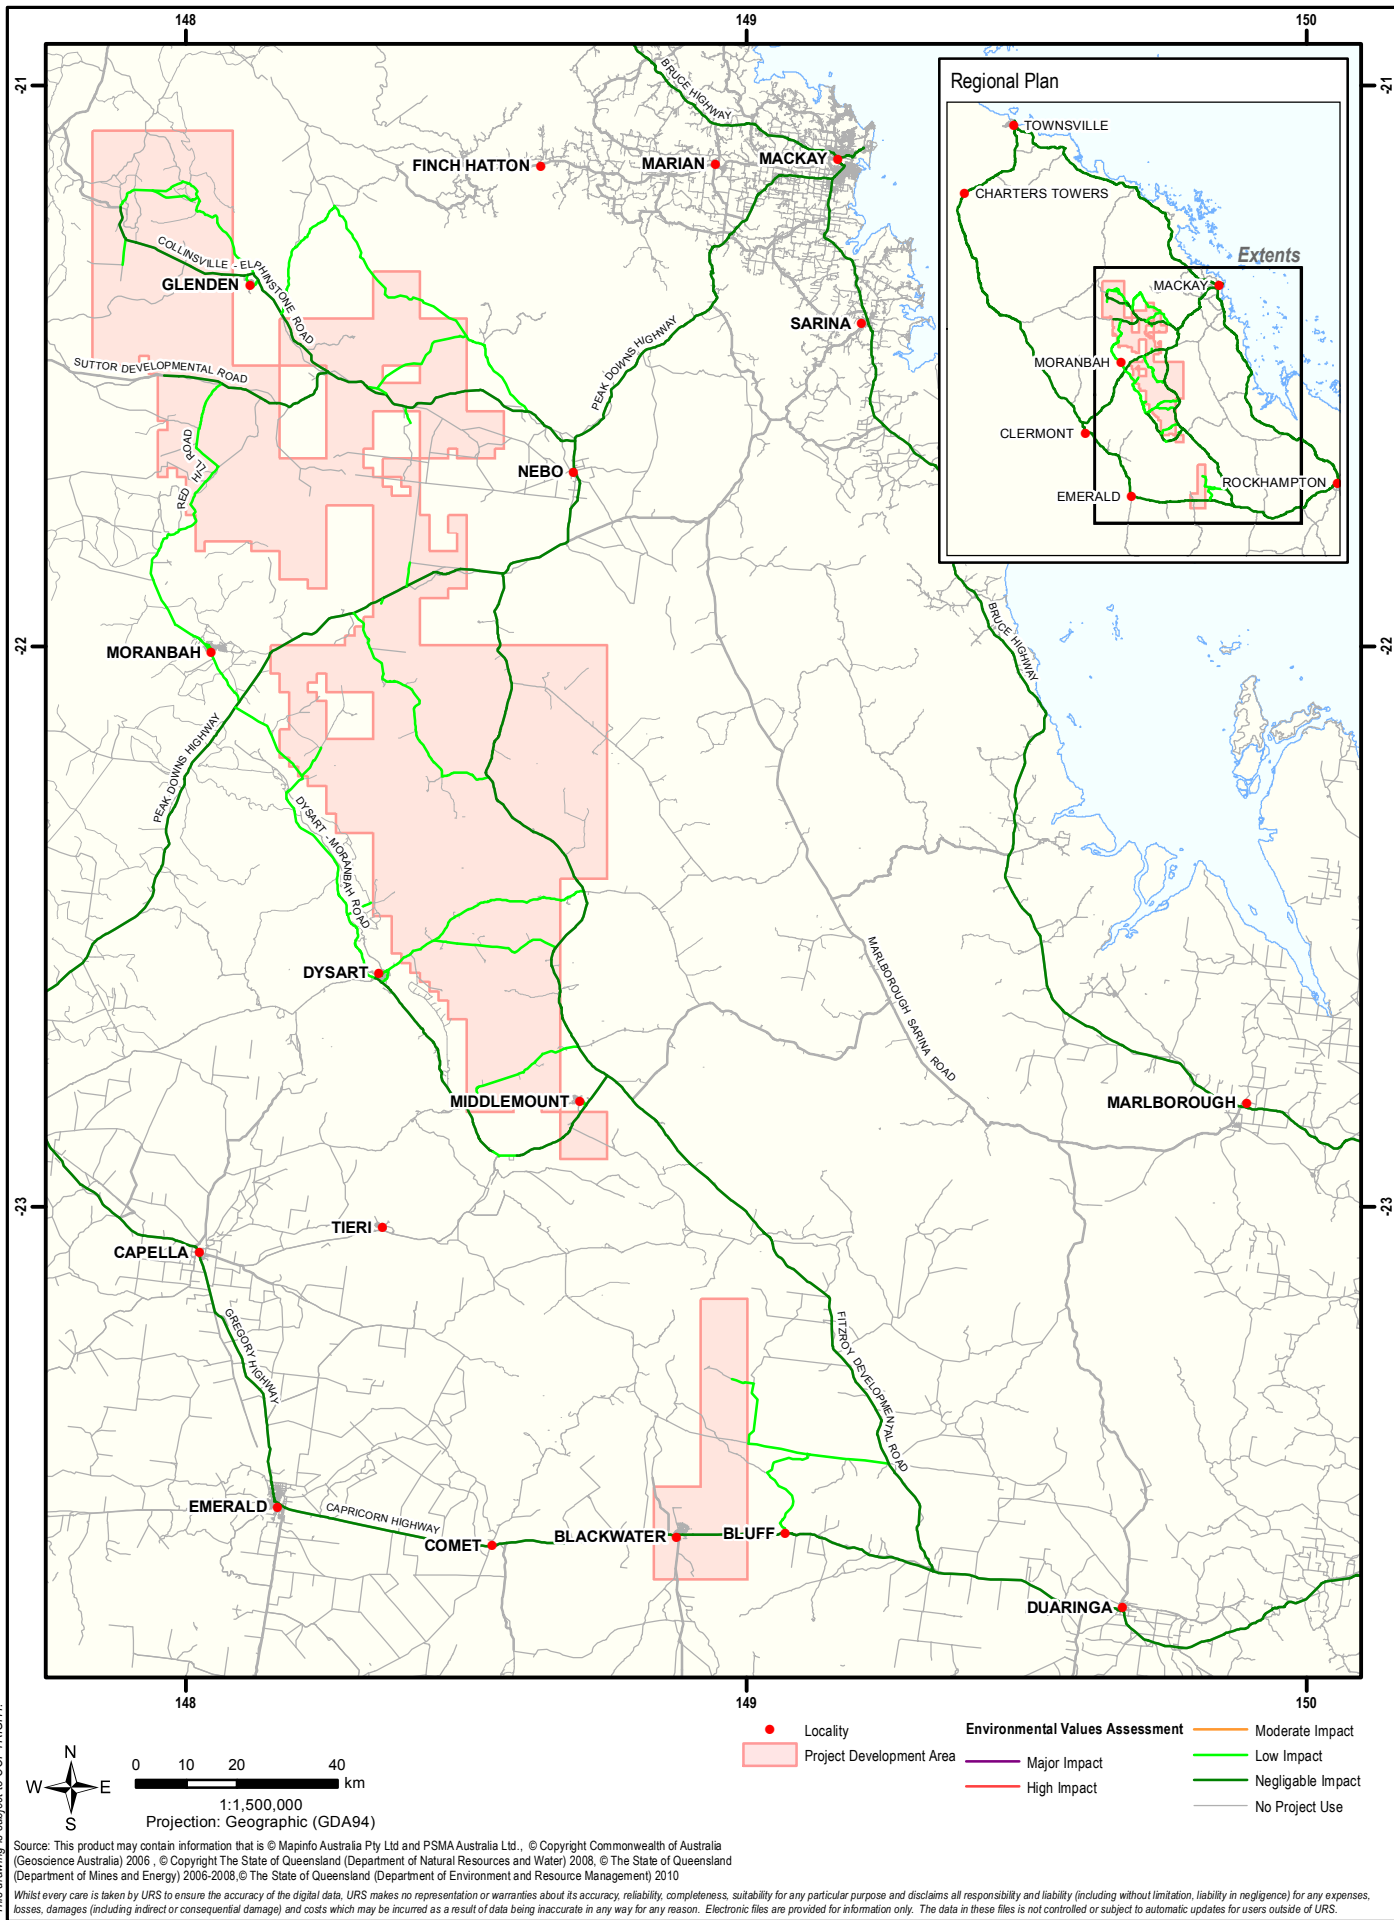 148
149
150
-21
-21
Regional Plan
TOWNSVILLE
CHARTERS TOWERS
Extents
MACKAY
MORANBAH
CLERMONT
EMERALD
ROCKHAMPTON
BRUCE HIGHWAY
FINCH HATTON
MARIAN
MACKAY
COLLINSVILLE - ELPHINSTONE ROAD
GLENDEN
SARINA
PEAK DOWNS HIGHWAY
SUTTOR DEVELOPMENTAL ROAD
RED HILL ROAD
NEBO
BRUCE HIGHWAY
-22
-22
MORANBAH
PEAK DOWNS HIGHWAY
DYSART - MORANBAH ROAD
DYSART
MARLBOROUGH SARINA ROAD
MIDDLEMOUNT
MARLBOROUGH
-23
-23
TIERI
CAPELLA
GREGORY HIGHWAY
FITZROY DEVELOPMENTAL ROAD
EMERALD
CAPRICORN HIGHWAY
COMET
BLACKWATER
BLUFF
DUARINGA
148
149
150
N
W E
S
0 10 20 40
km
1:1,500,000
Projection: Geographic (GDA94)
Locality
Project Development Area
Environmental Values Assessment
Major Impact
High Impact
Moderate Impact
Low Impact
Negligable Impact
No Project Use
Source: This product may contain information that is © Mapinfo Australia Pty Ltd and PSMA Australia Ltd., © Copyright Commonwealth of Australia
(Geoscience Australia) 2006 , © Copyright The State of Queensland (Department of Natural Resources and Water) 2008, © The State of Queensland
(Department of Mines and Energy) 2006-2008,© The State of Queensland (Department of Environment and Resource Management) 2010
Whilst every care is taken by URS to ensure the accuracy of the digital data, URS makes no representation or warranties about its accuracy, reliability, completeness, suitability for any particular purpose and disclaims all responsibility and liability (including without limitation, liability in negligence) for any expenses,
losses, damages (including indirect or consequential damage) and costs which may be incurred as a result of data being inaccurate in any way for any reason. Electronic files are provided for information only. The data in these files is not controlled or subject to automatic updates for users outside of URS.
This drawing is subject to COPYRIGHT.